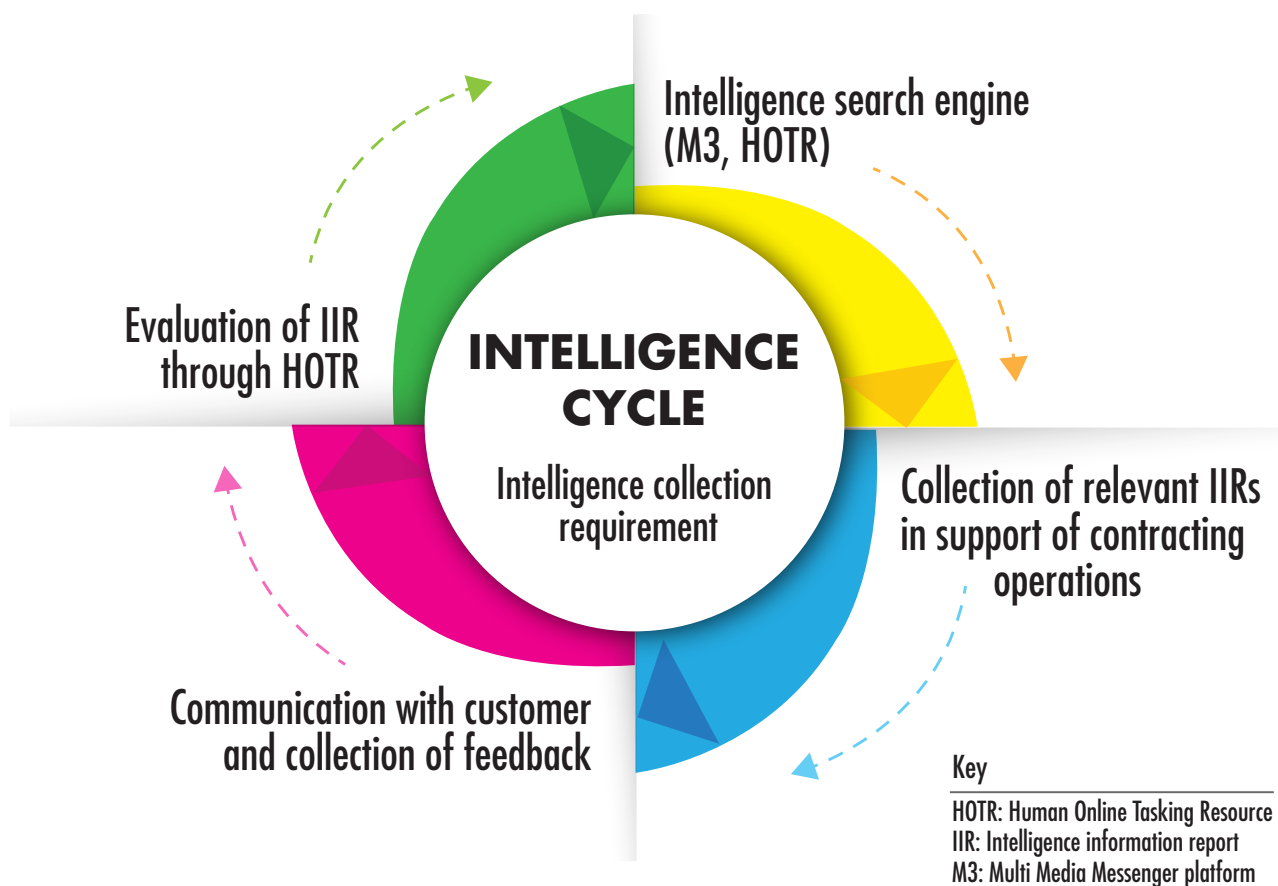 Intelligence search engine
(M3, HOTR)
Evaluation of IIR
through HOTR
INTELLIGENCE
CYCLE
Intelligence collection
requirement
Collection of relevant IIRs
in support of contracting
operations
Communication with customer
and collection of feedback
Key
HOTR: Human Online Tasking Resource
IIR: Intelligence information report
M3: Multi Media Messenger platform